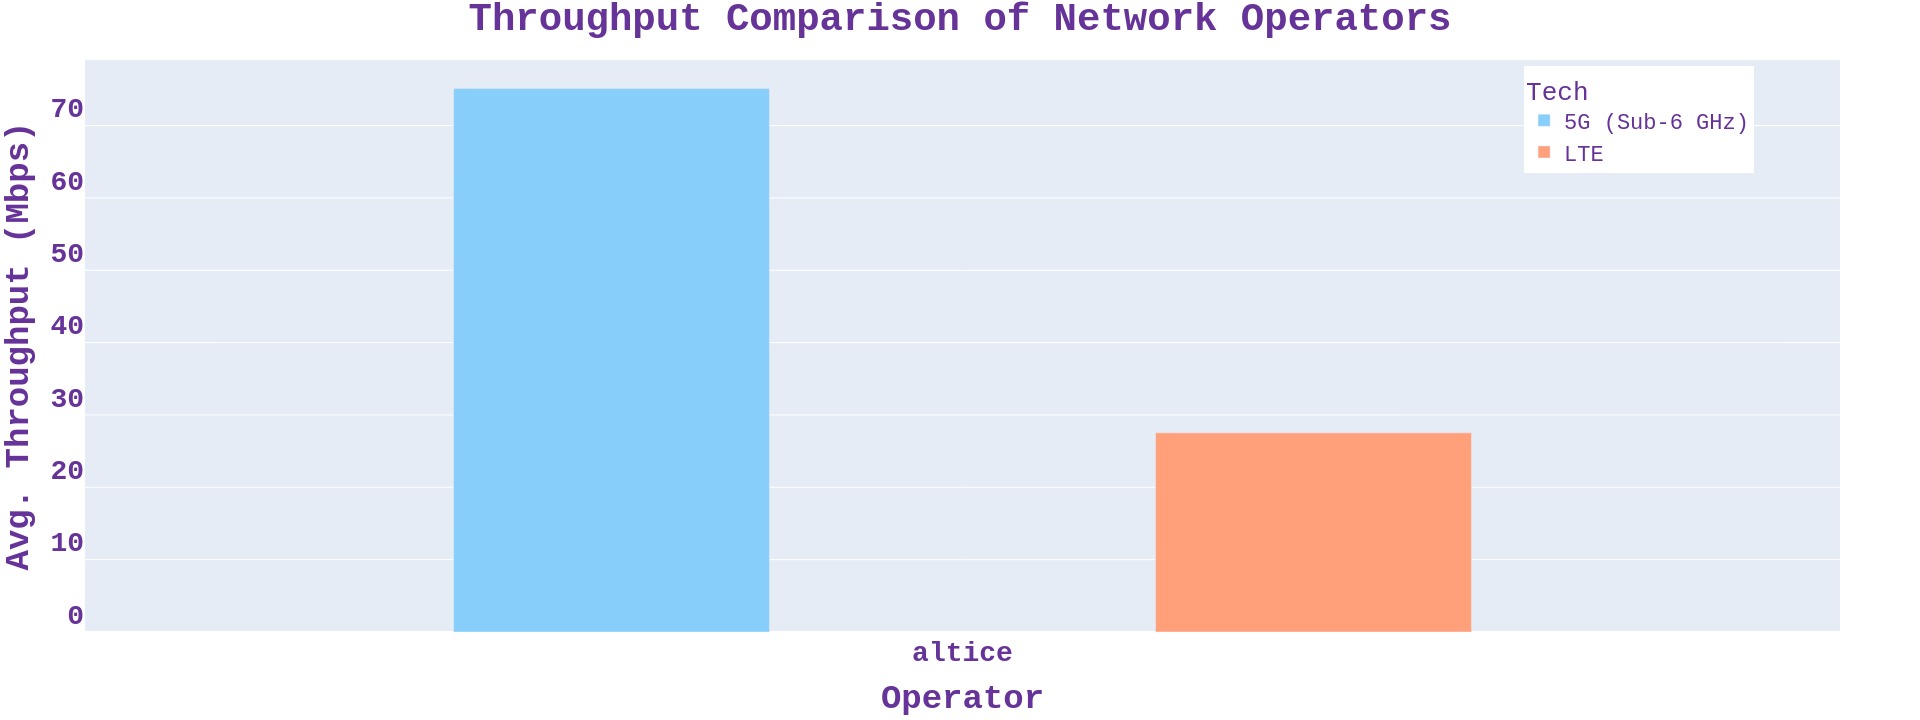 Throughput Comparison of Network Operators
Avg. Throughput (Mbps)
70
60
50
40
30
20
10
0
Tech
5G (Sub-6 GHz)
LTE
altice
Operator